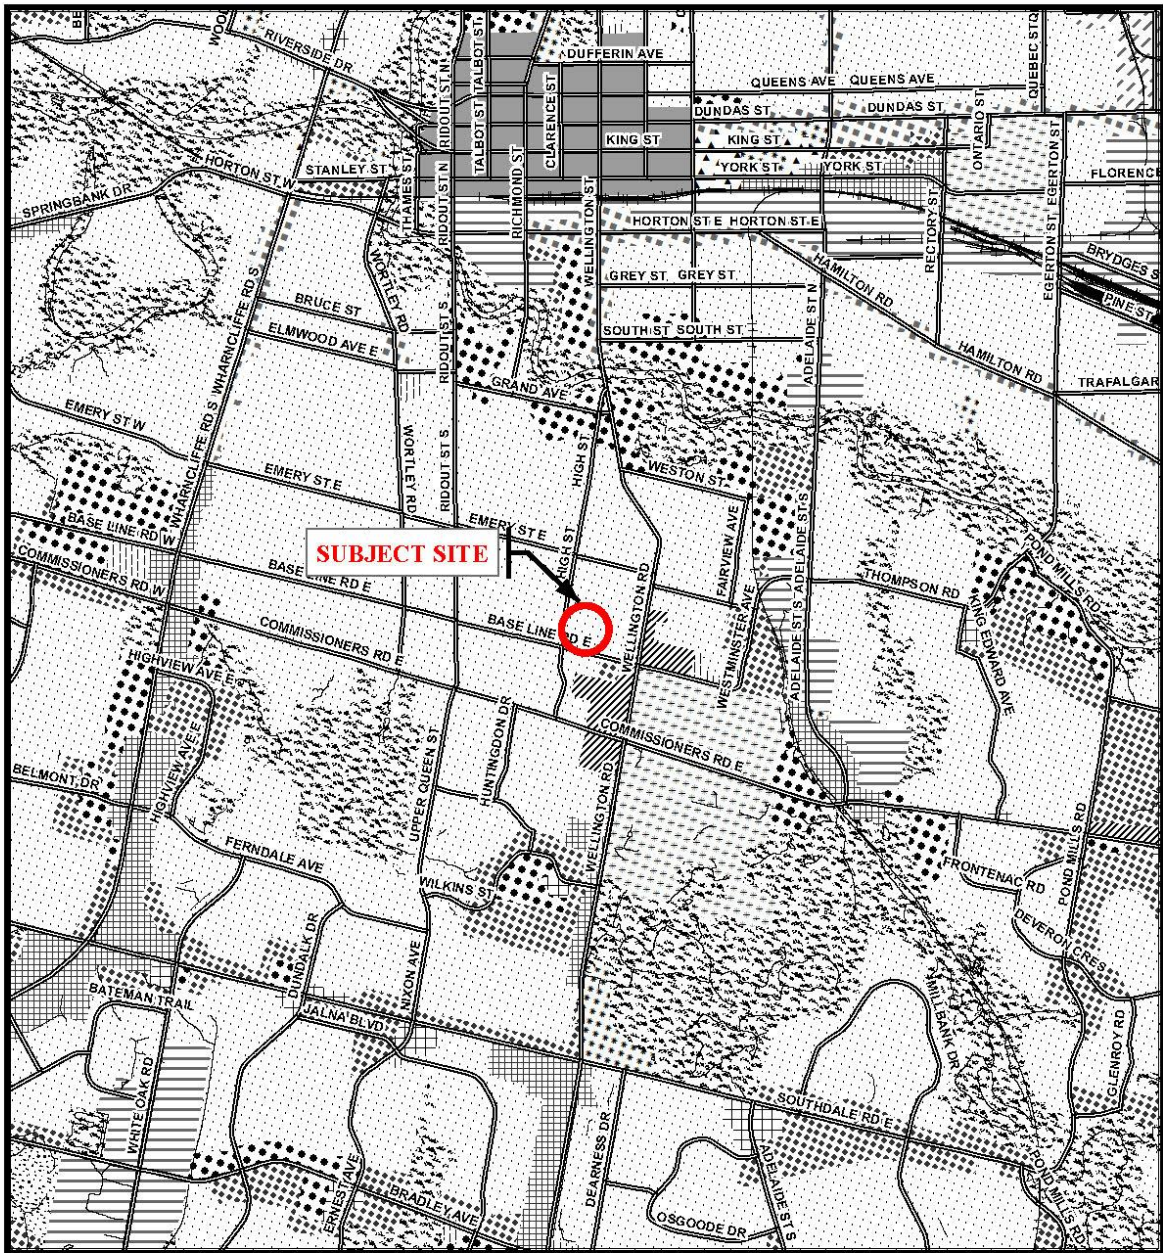 RIVERSIDE DR
TALBOT ST
TALBOT ST
DUFFERIN AVE
QUEBEC ST
QUEENS AVE
QUEENS AVE
RIDOUT ST N
CLARENCE ST
DUNDAS ST
DUNDAS ST
KING ST
KING ST
ONTARIO ST
EGERTON ST
HORTON ST W
STANLEY ST
YORK ST
YORK ST
FLORENCE
SPRINGBANK DR
THAMES ST
RIDOUT ST N
RICHMOND ST
WELLINGTON ST
HORTON ST E
HORTON ST E
RECTORY ST
EGERTON ST
WORTLEY RD
GREY ST
GREY ST
HAMILTON RD
BRYDGES S
PINE ST
WHARNCLIFFE RD S
BRUCE ST
ELMWOOD AVE E
RIDOUT ST S
SOUTH ST
SOUTH ST
ADELAIDE ST N
HAMILTON RD
TRAFALGAR
GRAND AVE
EMERY ST W
WHARNCLIFFE RD S
WORTLEY RD
RIDOUT ST S
HIGH ST
WESTON ST
EMERY ST E
EMERY ST E
BASE LINE RD W
SUBJECT SITE
HIGH ST
FAIRVIEW AVE
ADELAIDE ST S
POND MILLS RD
COMMISSIONERS RD W
BASE LINE RD E
THOMPSON RD
BASE LINE RD E
WELLINGTON RD
WESTMINSTER AVE
ADELAIDE ST S
KING EDWARD AVE
COMMISSIONERS RD E
HIGHVIEW AVE E
HUNTINGDON DR
COMMISSIONERS RD E
UPPER QUEEN ST
HIGHVIEW AVE E
BELMONT DR
WELLINGTON RD
POND MILLS RD
FERNDALE AVE
WILKINS ST
FRONTENAC RD
DEVERON CRES
DUNDALK DR
NIXON AVE
BATEMAN TRAIL
JALNA BLVD
MILLBANK DR
GLENROY RD
WHITE OAK RD
SOUTHDALE RD E
DEARNESS DR
ADELAIDE ST S
POND MILLS RD
ERNEST AVE
BRADLEY AVE
OSGOODE DR